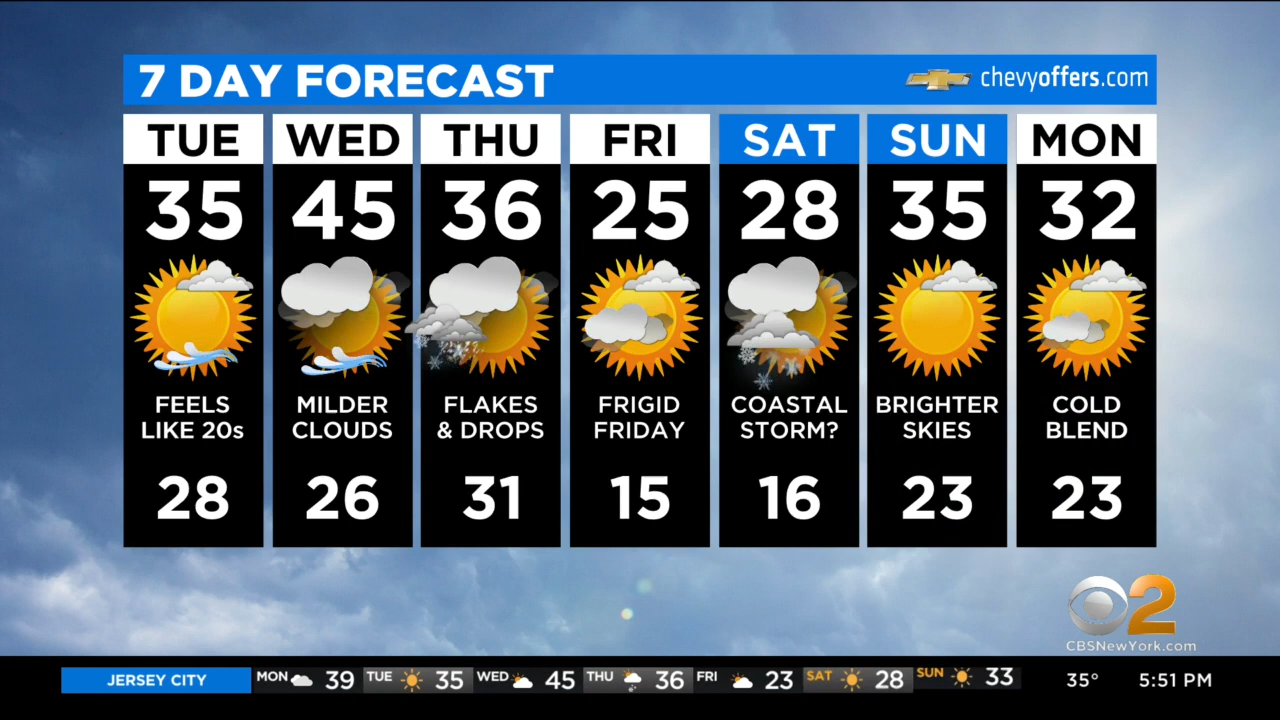 7 DAY FORECAST
chevyoffers.com
TUE WED THU FRI SAT SUN MON
35 45 36 25 28 35 32
FEELS LIKE 20s
MILDER CLOUDS
FLAKES & DROPS
FRIGID FRIDAY
COASTAL STORM?
BRIGHTER SKIES
COLD BLEND
28 26 31 15 16 23 23
2
CBSNewYork.com
JERSEY CITY MON 39 TUE 35 WED 45 THU 36 FRI 23 SAT 28 SUN 33 35° 5:51 PM